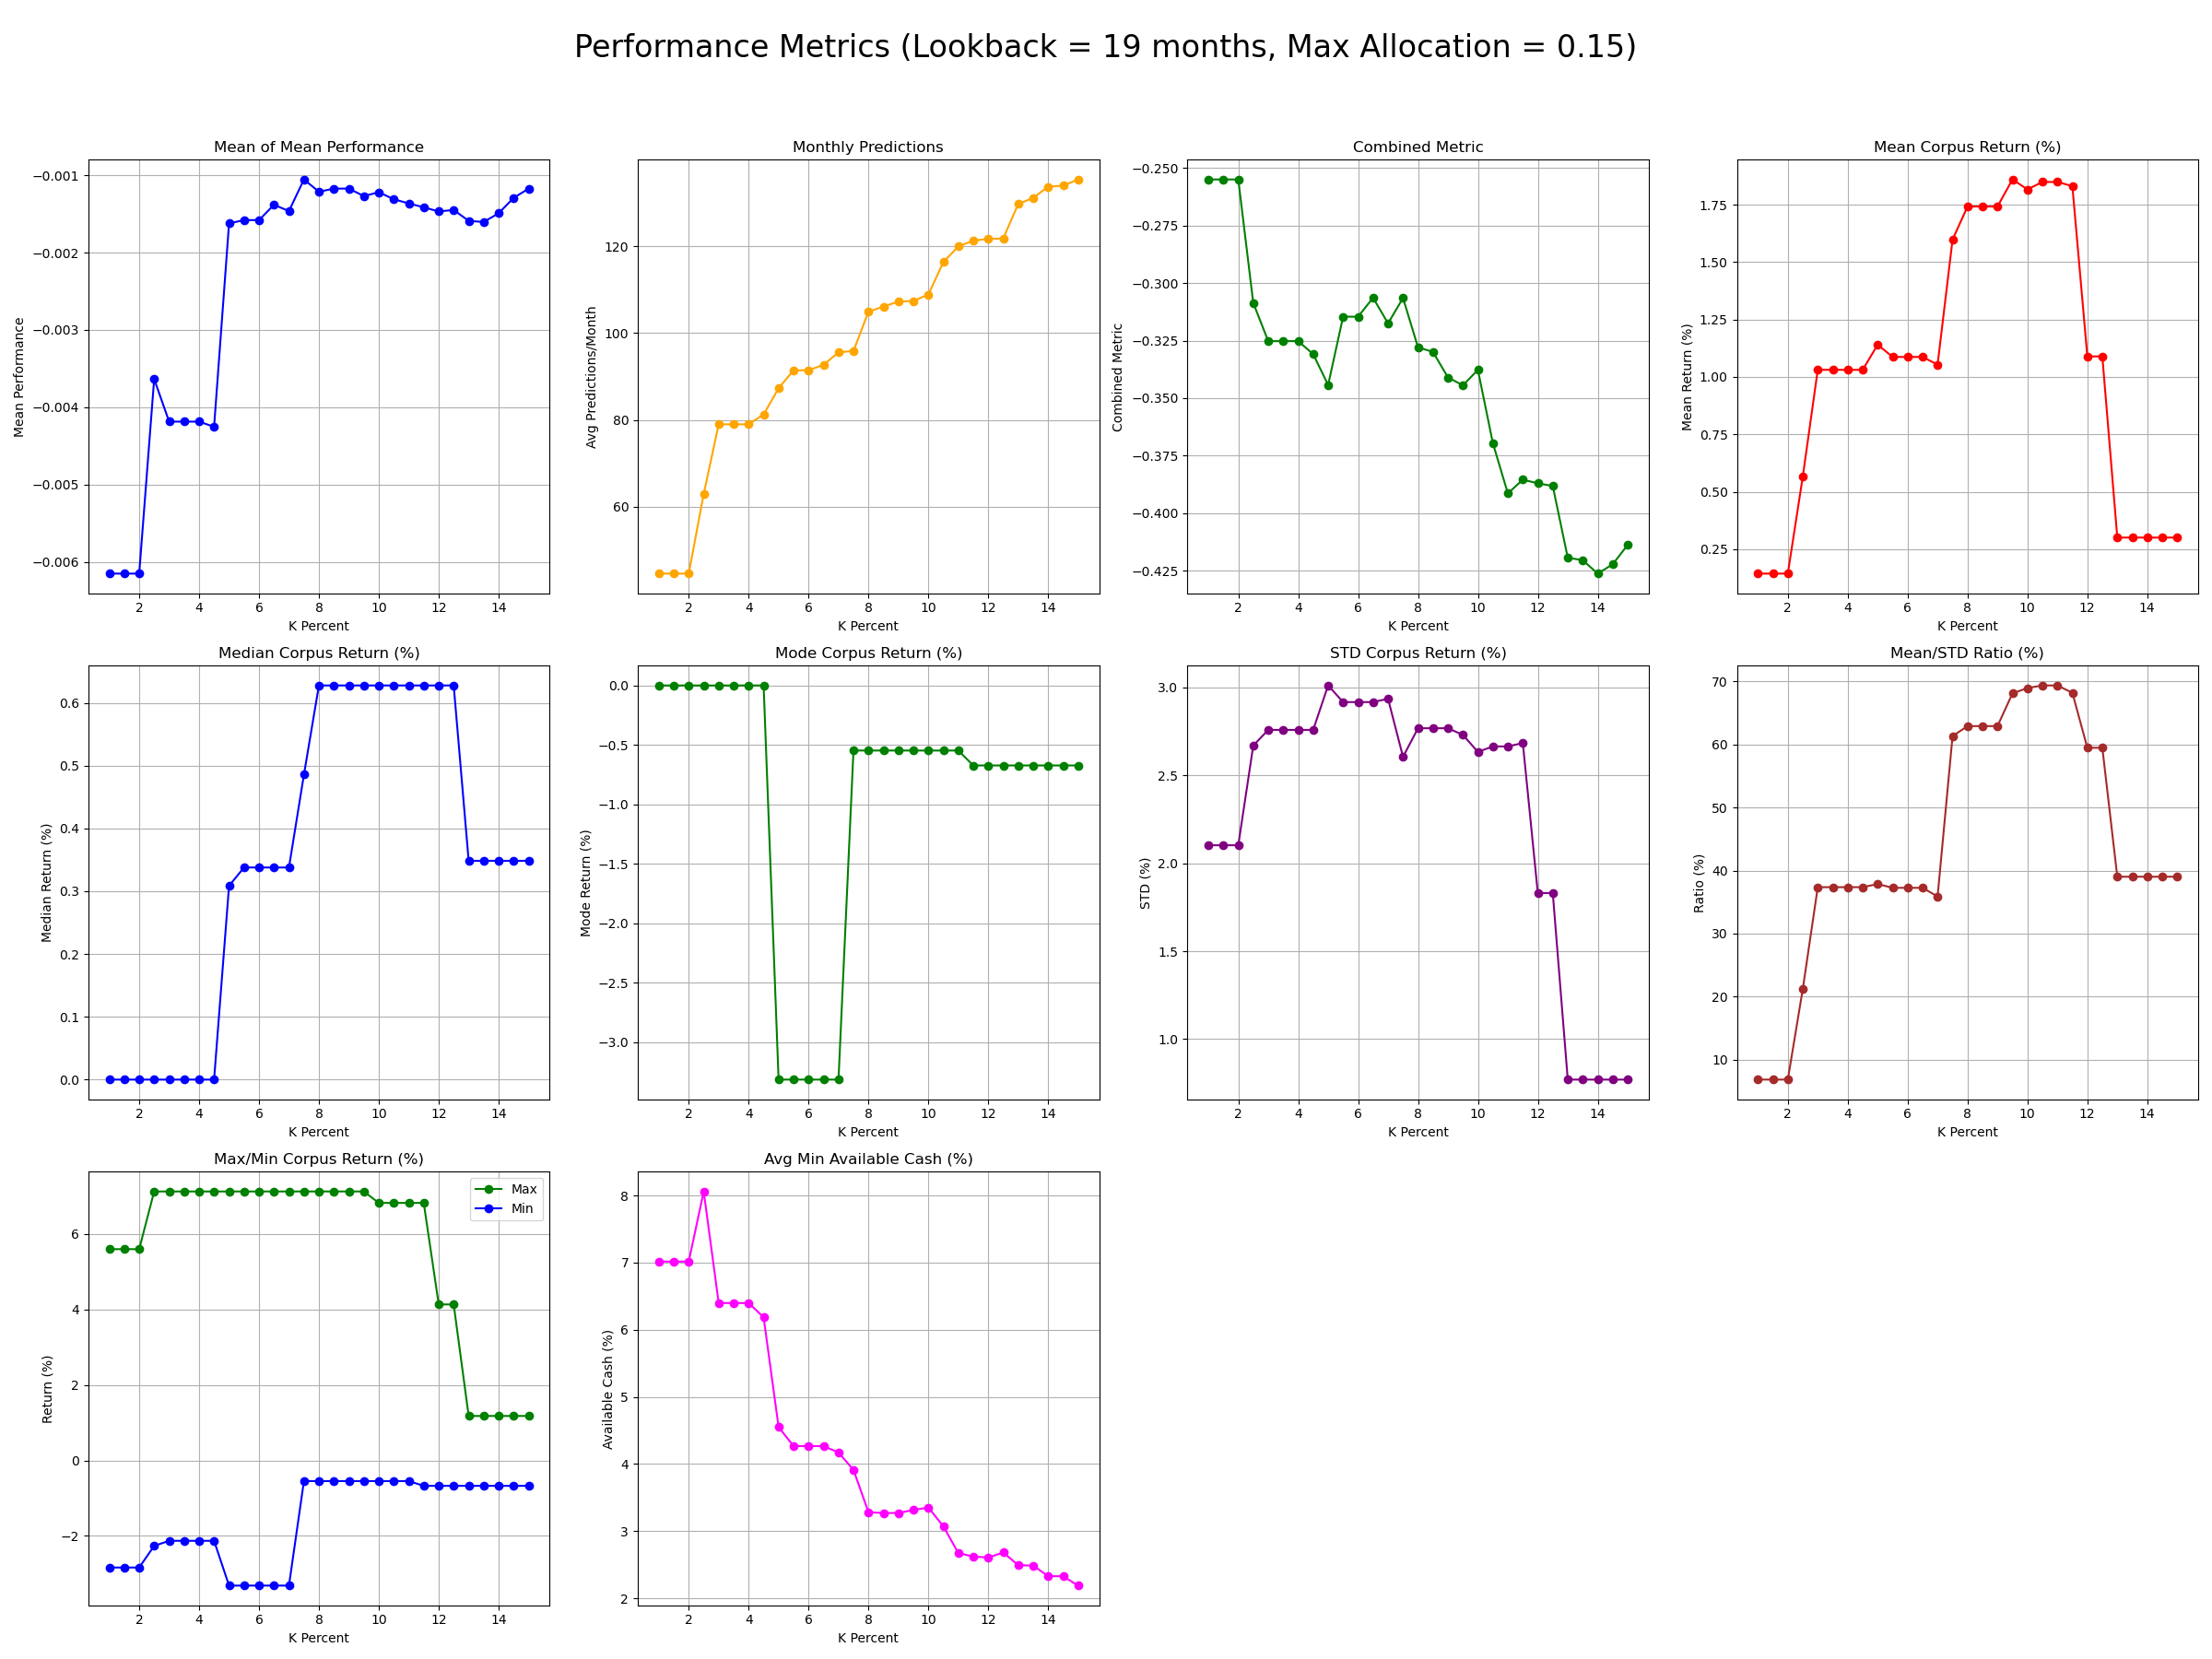 Performance Metrics (Lookback = 19 months, Max Allocation = 0.15)
Mean of Mean Performance
Mean Performance
−0.001
−0.002
−0.003
−0.004
−0.005
−0.006
2 4 6 8 10 12 14
K Percent
Monthly Predictions
Avg Predictions/Month
120
100
80
60
2 4 6 8 10 12 14
K Percent
Combined Metric
Combined Metric
−0.250
−0.275
−0.300
−0.325
−0.350
−0.375
−0.400
−0.425
2 4 6 8 10 12 14
K Percent
Mean Corpus Return (%)
Mean Return (%)
1.75
1.50
1.25
1.00
0.75
0.50
0.25
2 4 6 8 10 12 14
K Percent
Median Corpus Return (%)
Median Return (%)
0.6
0.5
0.4
0.3
0.2
0.1
0.0
2 4 6 8 10 12 14
K Percent
Mode Corpus Return (%)
Mode Return (%)
0.0
−0.5
−1.0
−1.5
−2.0
−2.5
−3.0
2 4 6 8 10 12 14
K Percent
STD Corpus Return (%)
STD (%)
3.0
2.5
2.0
1.5
1.0
2 4 6 8 10 12 14
K Percent
Mean/STD Ratio (%)
Ratio (%)
70
60
50
40
30
20
10
2 4 6 8 10 12 14
K Percent
Max/Min Corpus Return (%)
Return (%)
6
4
2
0
−2
Max
Min
2 4 6 8 10 12 14
K Percent
Avg Min Available Cash (%)
Available Cash (%)
8
7
6
5
4
3
2
2 4 6 8 10 12 14
K Percent